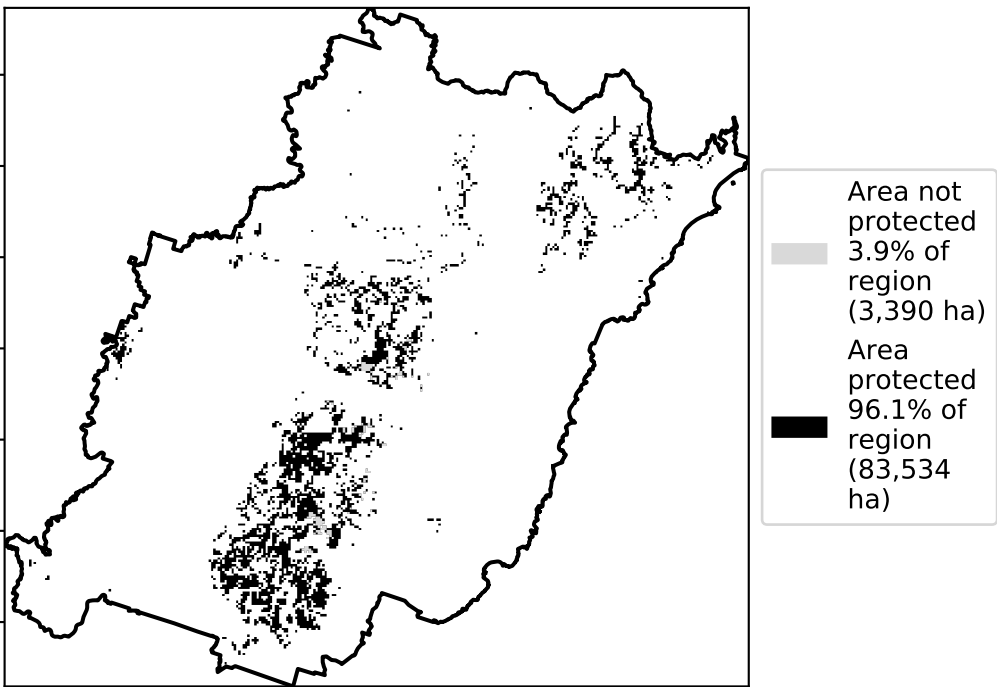 Area not
protected
3.9% of
region
(3,390 ha)
Area
protected
96.1% of
region
(83,534
ha)